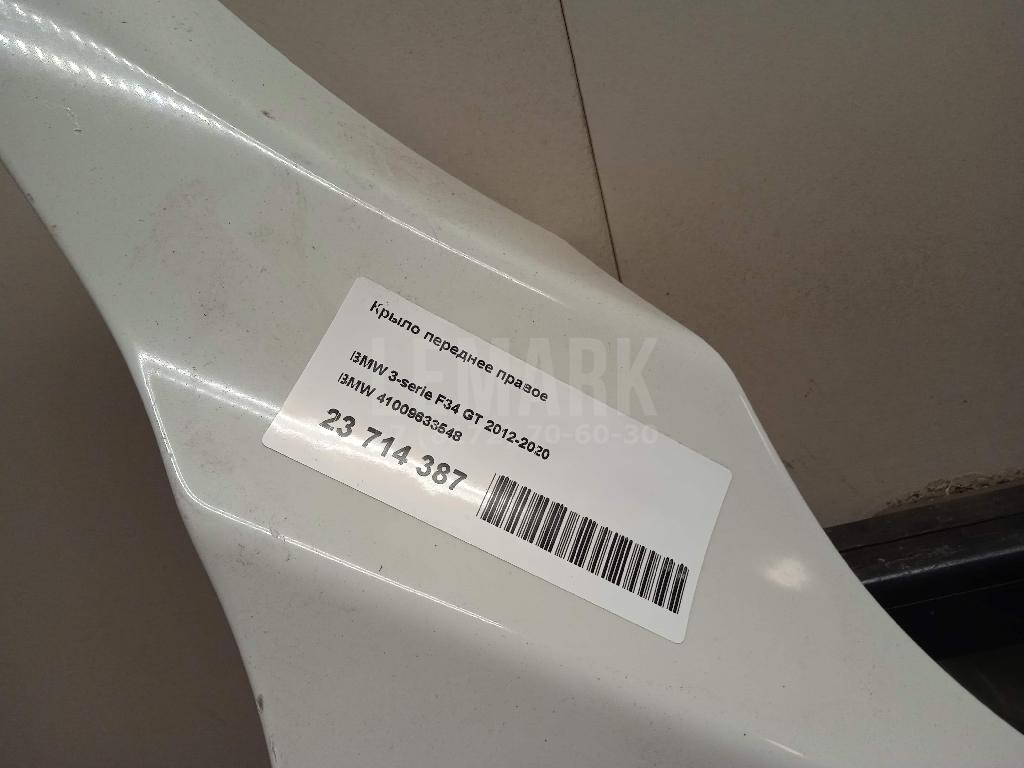 Крыло переднее правое
BMW 3-serie F34 GT 2012-2020
BMW 41009633548
23 714 387
LEMARK
70-60-30